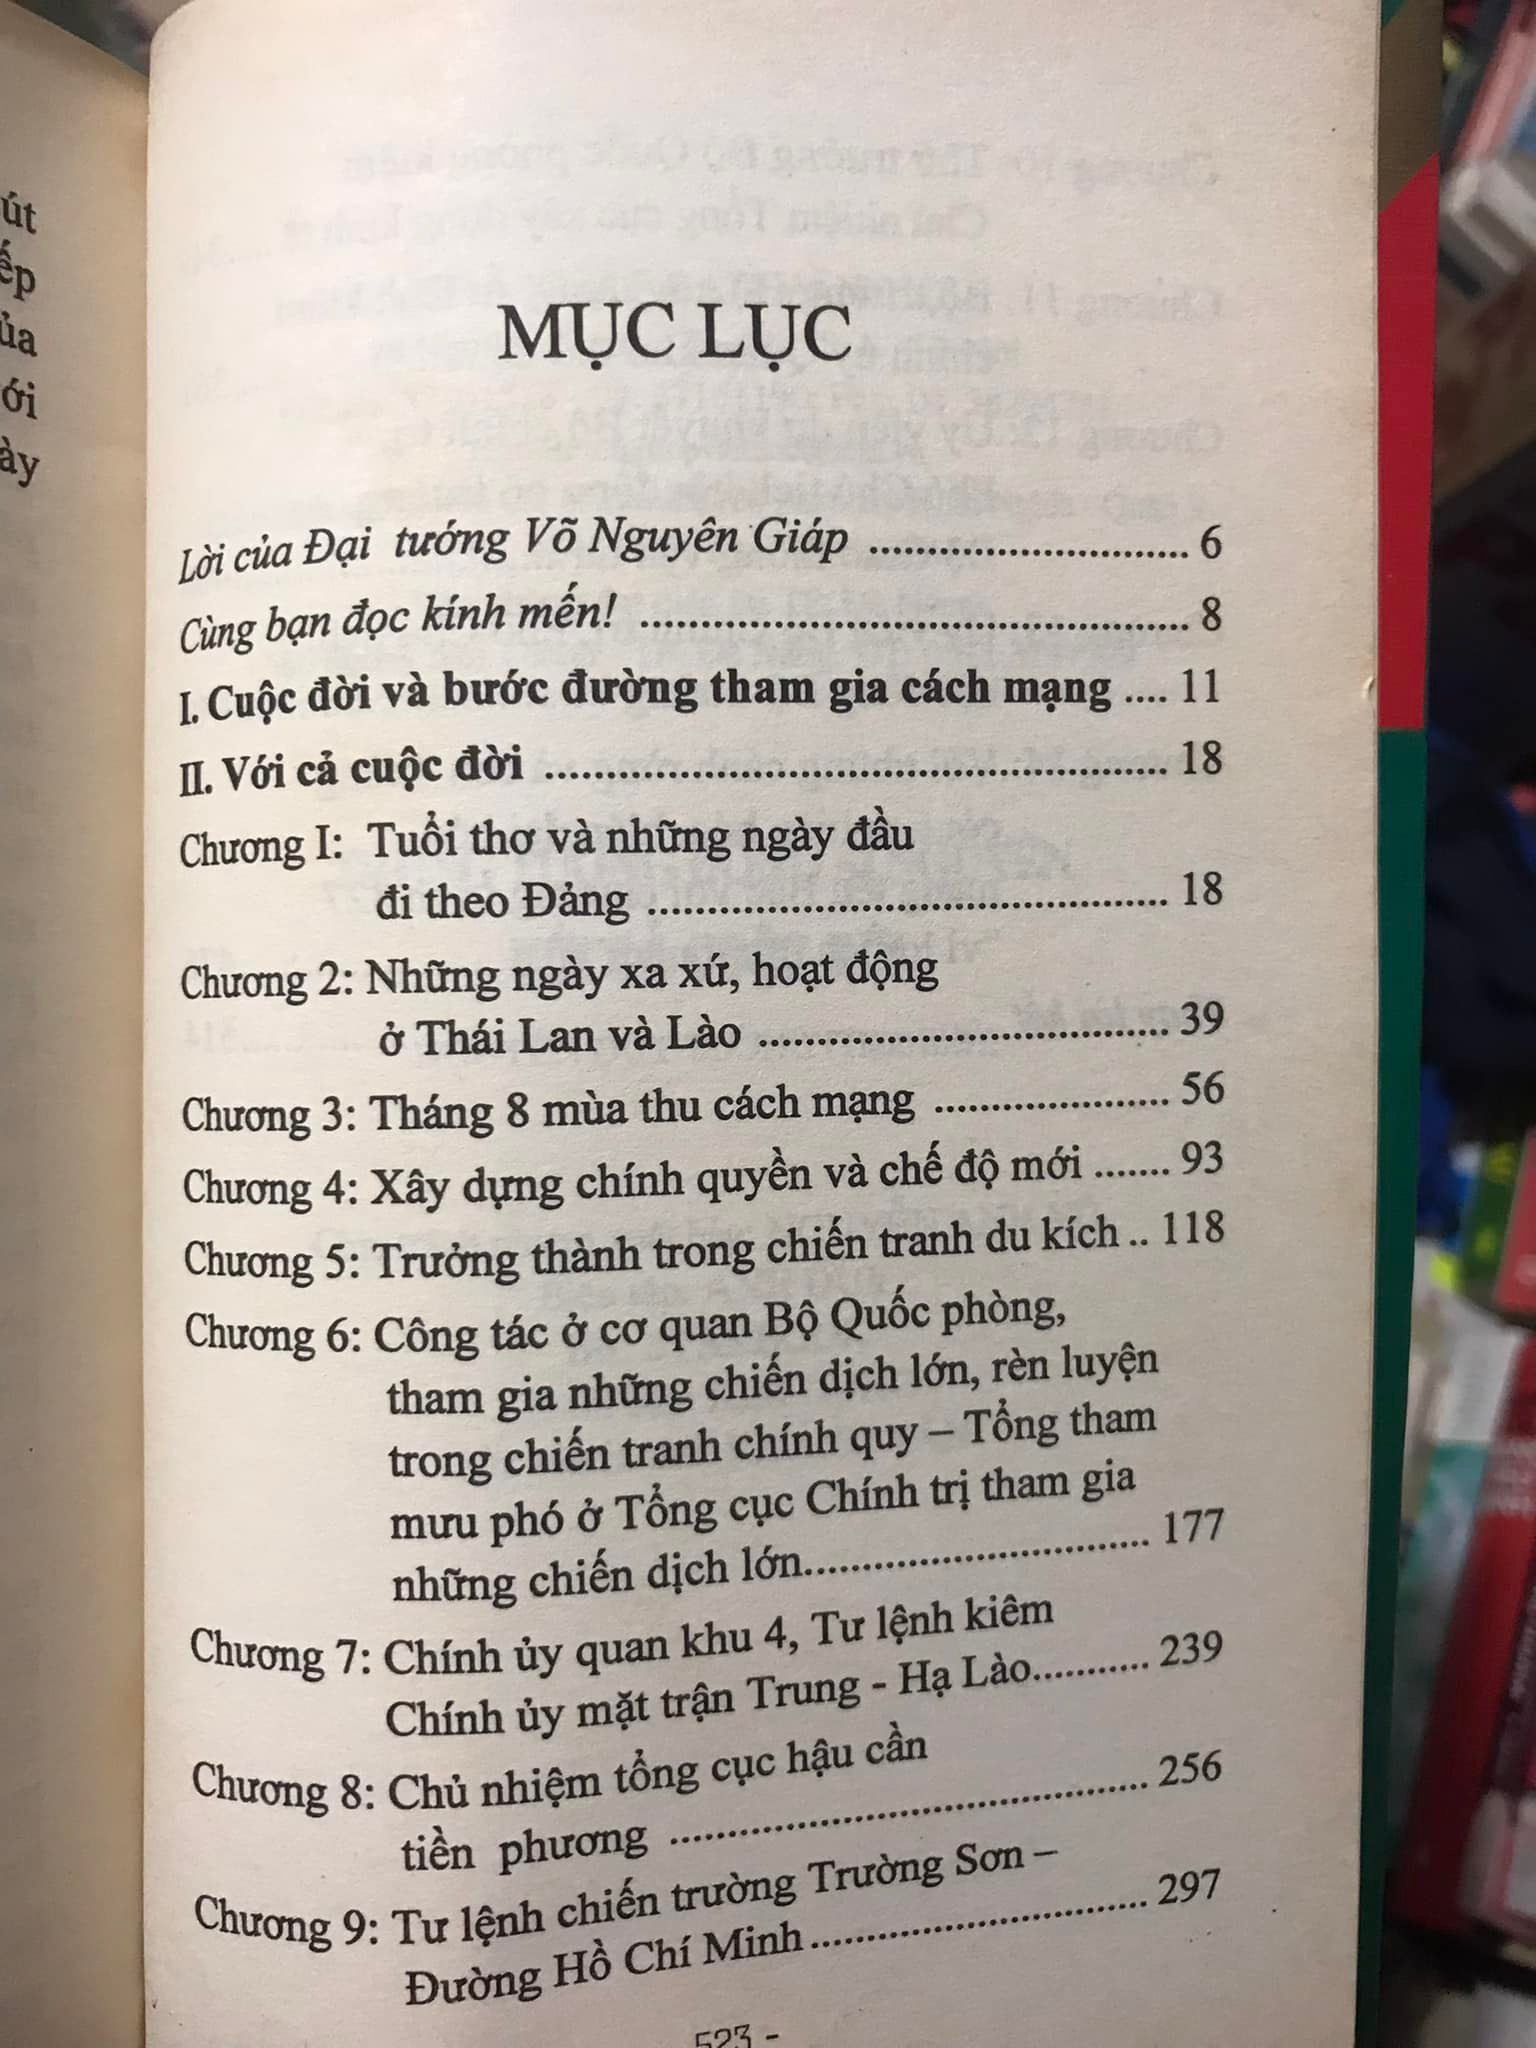 út
ếp
ủa
ới
ày
MỤC LỤC
Lời của Đại tướng Võ Nguyên Giáp ........................... 6
Cùng bạn đọc kính mến! .............................................. 8
I. Cuộc đời và bước đường tham gia cách mạng .... 11
II. Với cả cuộc đời .................................................... 18
Chương I: Tuổi thơ và những ngày đầu
đi theo Đảng ........................................... 18
Chương 2: Những ngày xa xứ, hoạt động
ở Thái Lan và Lào .................................. 39
Chương 3: Tháng 8 mùa thu cách mạng .................... 56
Chương 4: Xây dựng chính quyền và chế độ mới ....... 93
Chương 5: Trưởng thành trong chiến tranh du kích .. 118
Chương 6: Công tác ở cơ quan Bộ Quốc phòng,
tham gia những chiến dịch lớn, rèn luyện
trong chiến tranh chính quy – Tổng tham
mưu phó ở Tổng cục Chính trị tham gia
những chiến dịch lớn............................. 177
Chương 7: Chính ủy quan khu 4, Tư lệnh kiêm
Chính ủy mặt trận Trung - Hạ Lào........... 239
Chương 8: Chủ nhiệm tổng cục hậu cần
tiền phương ........................................ 256
Chương 9: Tư lệnh chiến trường Trường Sơn –
Đường Hồ Chí Minh............................ 297
523 -